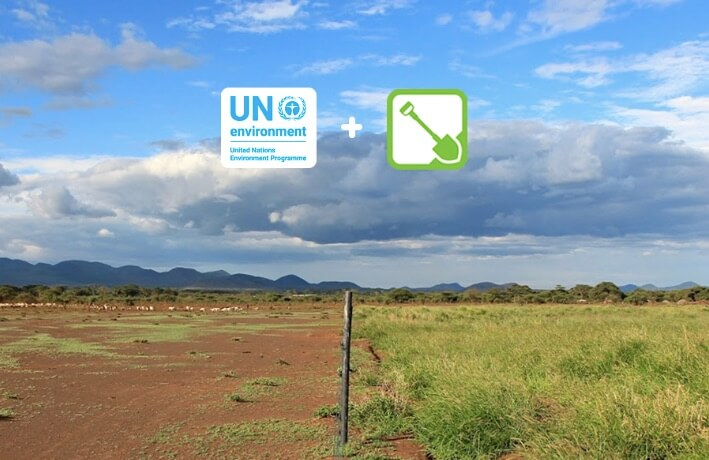 UN
environment
United Nations
Environment Programme
+